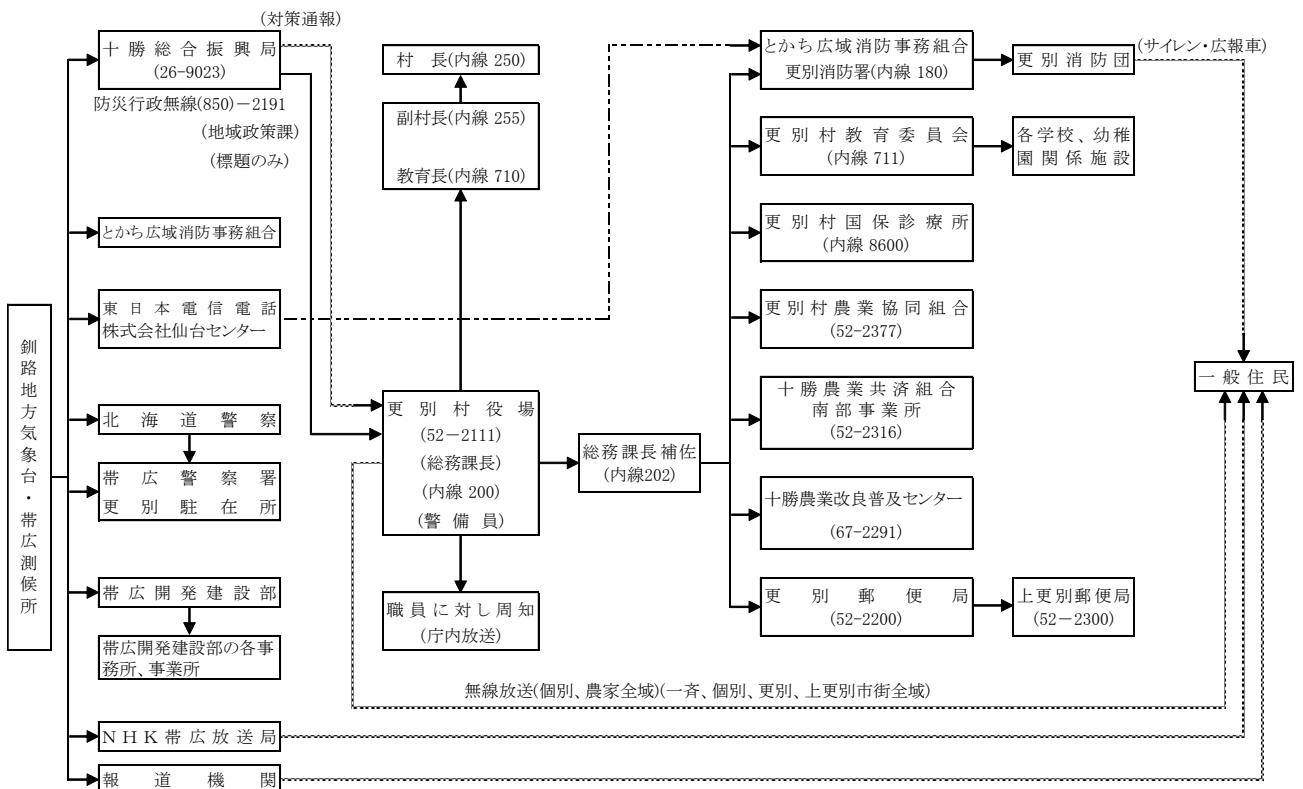 (対策通報)
十勝総合振興局
(26-9023)
防災行政無線(850)－2191
(地域政策課)
(標題のみ)
とかち広域消防事務組合
東日本電信電話
株式会社仙台センター
釧路地方気象台・帯広測候所
北海道警察
帯広警察署
更別駐在所
帯広開発建設部
帯広開発建設部の各事
務所、事業所
NHK帯広放送局
報道機関
村　長(内線 250)
副村長(内線 255)
教育長(内線 710)
更別村役場
(52－2111)
(総務課長)
(内線 200)
(警備員)
職員に対し周知
(庁内放送)
総務課長補佐
(内線202)
とかち広域消防事務組合
更別消防署(内線 180)
更別村教育委員会
(内線 711)
更別村国保診療所
(内線 8600)
更別村農業協同組合
(52-2377)
十勝農業共済組合
南部事業所
(52-2316)
十勝農業改良普及センター
(67-2291)
更別郵便局
(52-2200)
更別消防団
(サイレン・広報車)
各学校、幼稚
園関係施設
上更別郵便局
(52－2300)
一般住民
無線放送(個別、農家全域)(一斉、個別、更別、上更別市街全域)